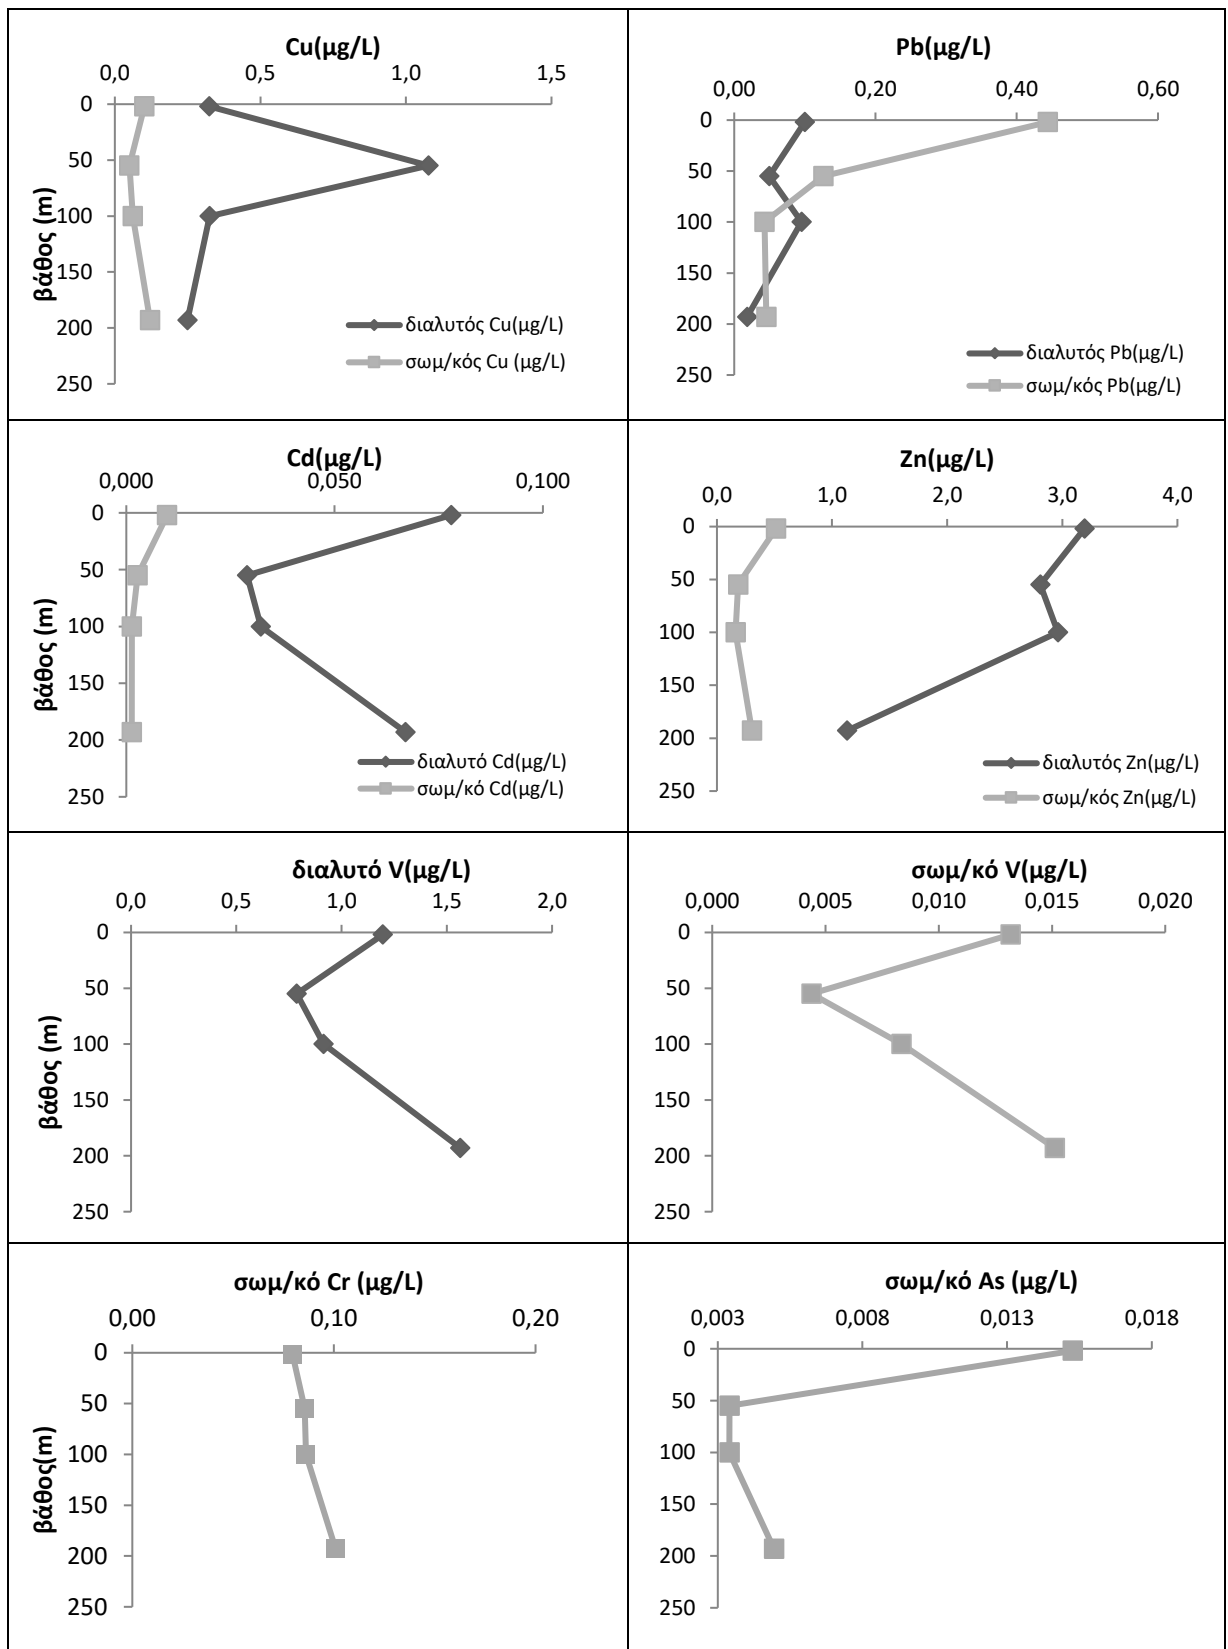 Cu(μg/L)
0,0 0,5 1,0 1,5
0
50
100
150
200
250
βάθος (m)
διαλυτός Cu(μg/L)
σωμ/κός Cu (μg/L)
Pb(μg/L)
0,00 0,20 0,40 0,60
0
50
100
150
200
250
διαλυτός Pb(μg/L)
σωμ/κός Pb(μg/L)
Cd(μg/L)
0,000 0,050 0,100
0
50
100
150
200
250
βάθος (m)
διαλυτό Cd(μg/L)
σωμ/κό Cd(μg/L)
Zn(μg/L)
0,0 1,0 2,0 3,0 4,0
0
50
100
150
200
250
διαλυτός Zn(μg/L)
σωμ/κός Zn(μg/L)
διαλυτό V(μg/L)
0,0 0,5 1,0 1,5 2,0
0
50
100
150
200
250
βάθος (m)
σωμ/κό V(μg/L)
0,000 0,005 0,010 0,015 0,020
0
50
100
150
200
250
σωμ/κό Cr (μg/L)
0,00 0,10 0,20
0
50
100
150
200
250
βάθος(m)
σωμ/κό As (μg/L)
0,003 0,008 0,013 0,018
0
50
100
150
200
250